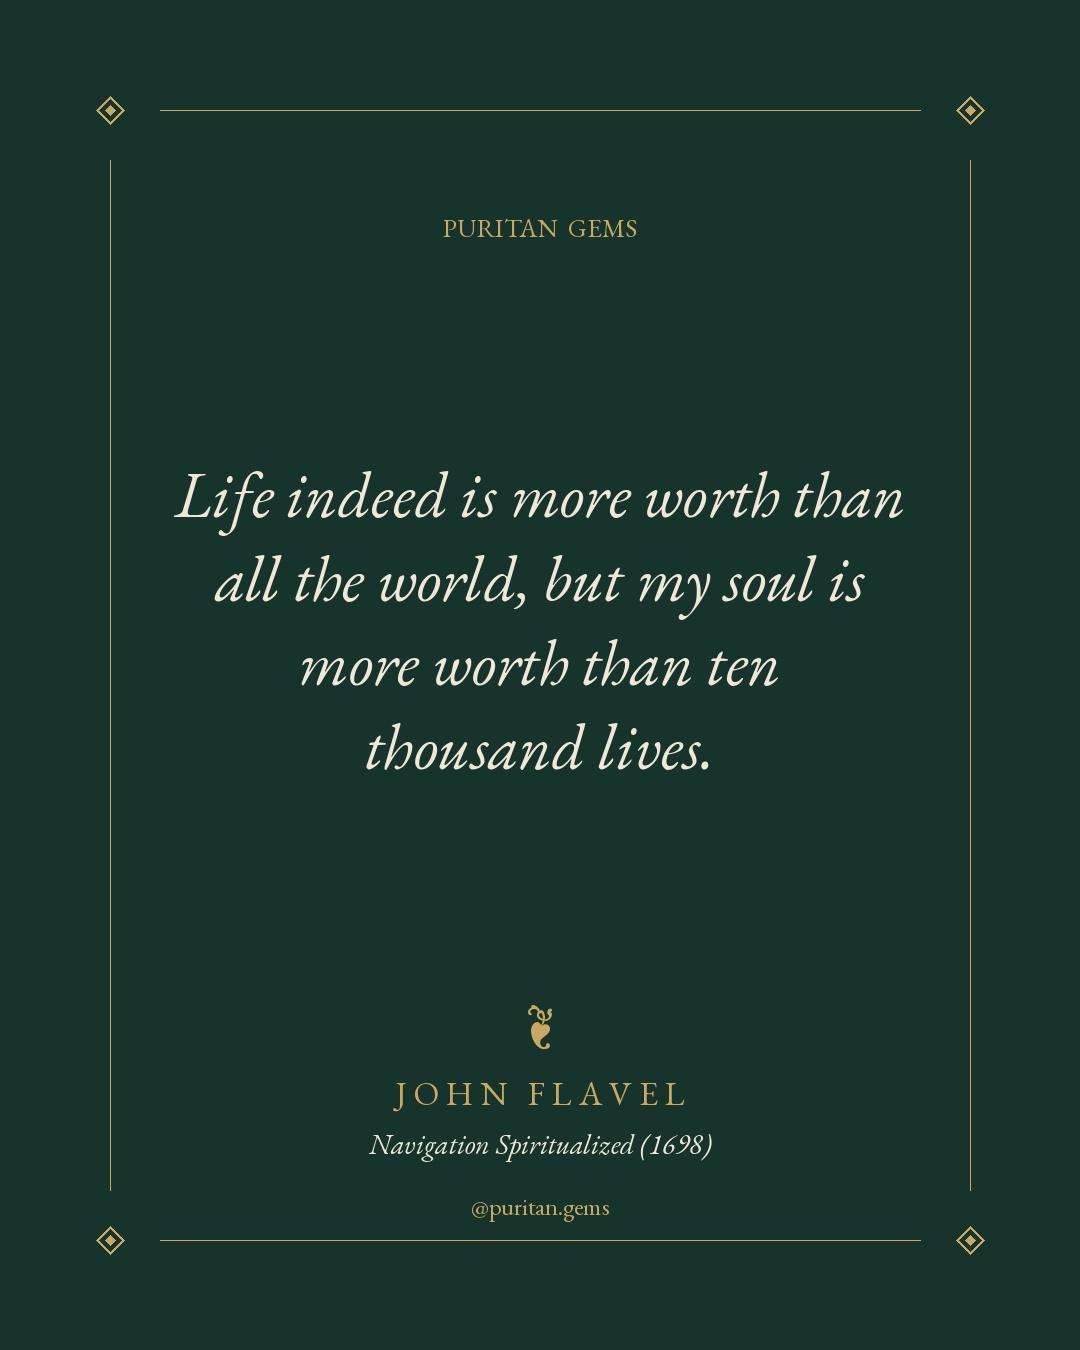 PURITAN GEMS
Life indeed is more worth than
all the world, but my soul is
more worth than ten
thousand lives.
JOHN FLAVEL
Navigation Spiritualized (1698)
@puritan.gems